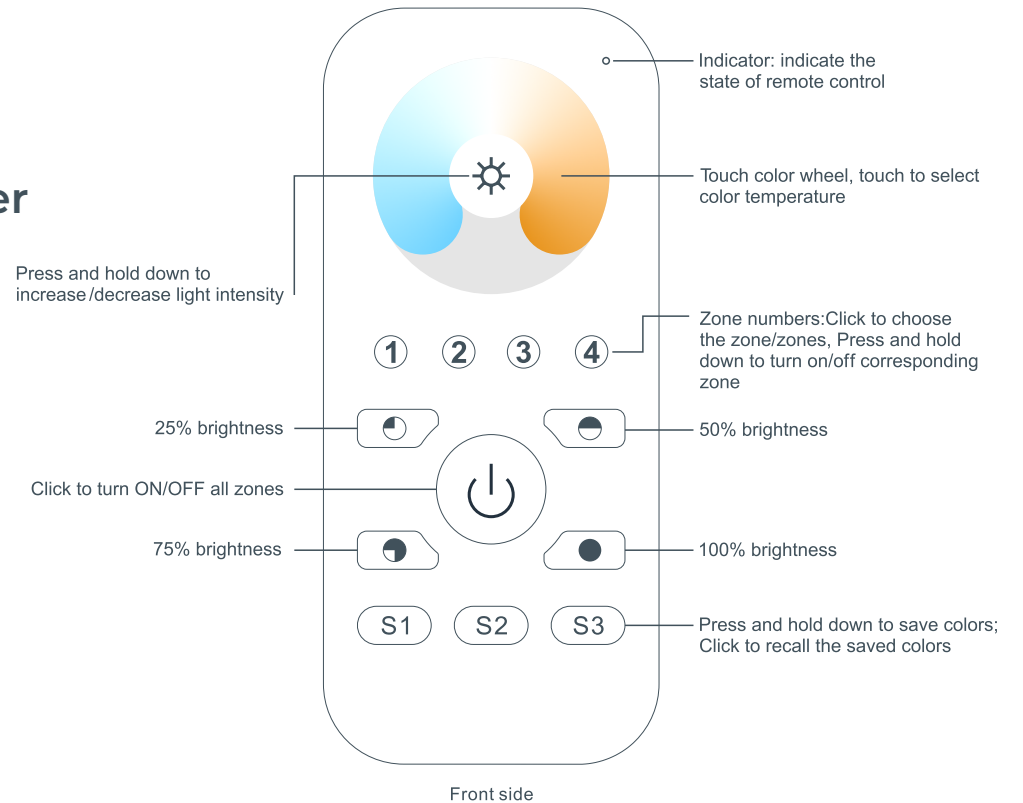 Indicator: indicate the
state of remote control
er
Touch color wheel, touch to select
color temperature
Press and hold down to
increase/decrease light intensity
Zone numbers:Click to choose
the zone/zones, Press and hold
down to turn on/off corresponding
zone
1 2 3 4
25% brightness
50% brightness
Click to turn ON/OFF all zones
75% brightness
100% brightness
S1 S2 S3
Press and hold down to save colors;
Click to recall the saved colors
Front side